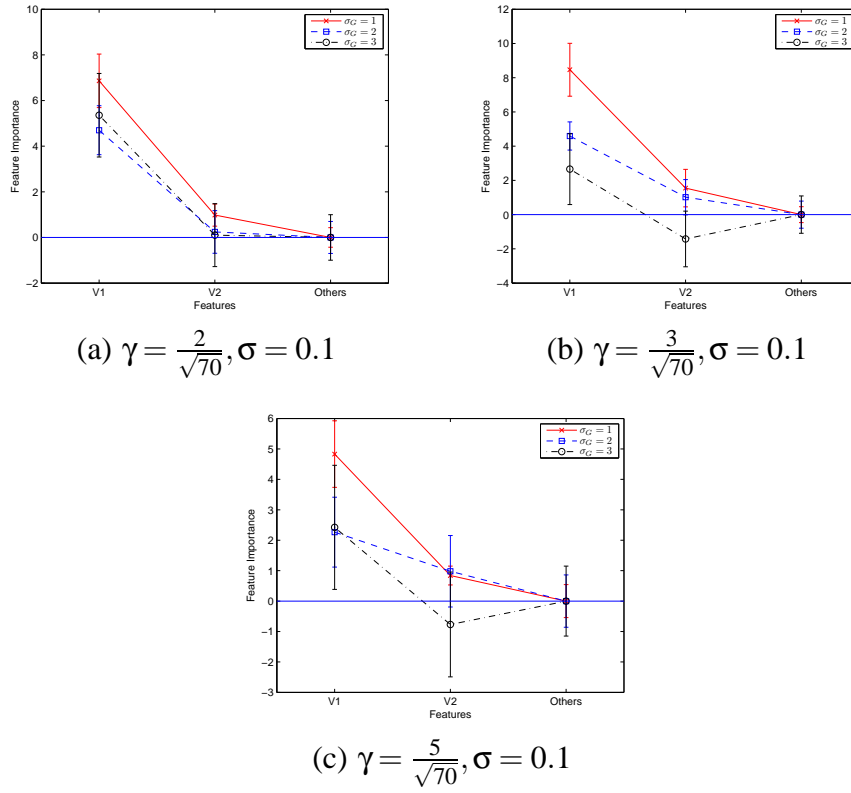 10
8
6
4
2
0
−2
Feature Importance
V1 V2 Others
Features
σG = 1
σG = 2
σG = 3
(a) γ = 2/√70, σ = 0.1
12
10
8
6
4
2
0
−2
−4
Feature Importance
V1 V2 Others
Features
σG = 1
σG = 2
σG = 3
(b) γ = 3/√70, σ = 0.1
6
5
4
3
2
1
0
−1
−2
−3
Feature Importance
V1 V2 Others
Features
σG = 1
σG = 2
σG = 3
(c) γ = 5/√70, σ = 0.1